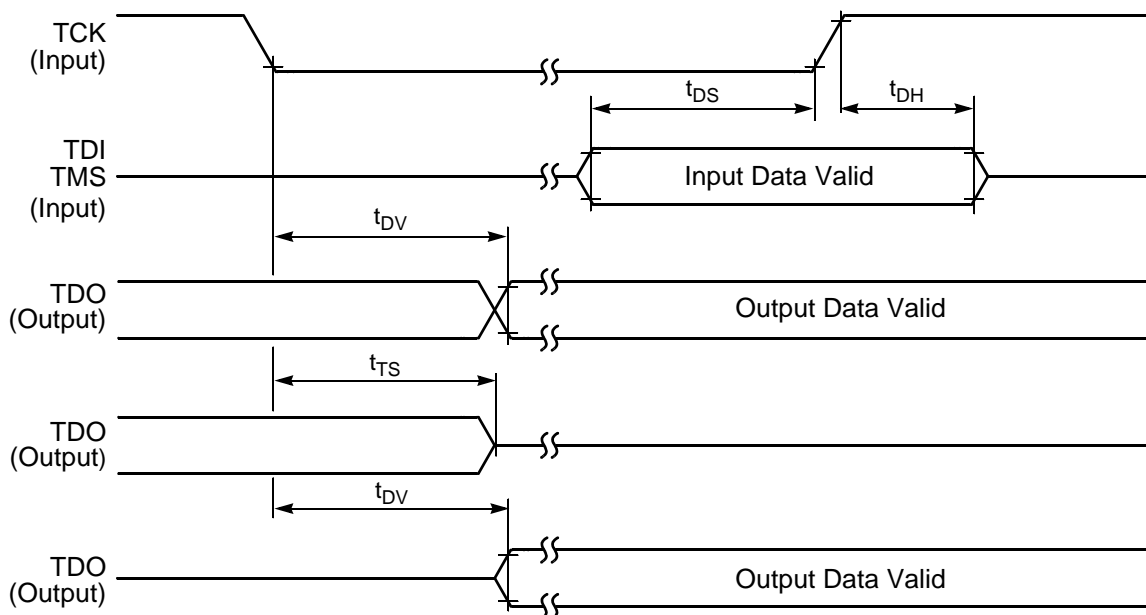 TCK
(Input)
tDS
tDH
TDI
TMS
(Input)
Input Data Valid
tDV
TDO
(Output)
Output Data Valid
tTS
TDO
(Output)
tDV
TDO
(Output)
Output Data Valid